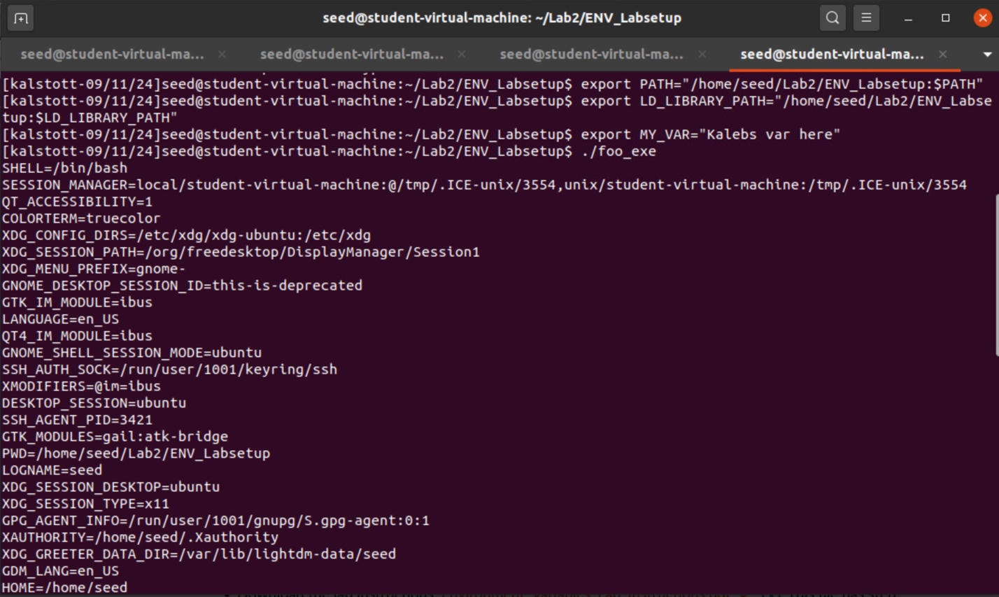 seed@student-virtual-machine: ~/Lab2/ENV_Labsetup
seed@student-virtual-ma... × seed@student-virtual-ma... × seed@student-virtual-ma... × seed@student-virtual-ma... ×
[kalstott-09/11/24]seed@student-virtual-machine:~/Lab2/ENV_Labsetup$ export PATH="/home/seed/Lab2/ENV_Labsetup:$PATH"
[kalstott-09/11/24]seed@student-virtual-machine:~/Lab2/ENV_Labsetup$ export LD_LIBRARY_PATH="/home/seed/Lab2/ENV_Labse
tup:$LD_LIBRARY_PATH"
[kalstott-09/11/24]seed@student-virtual-machine:~/Lab2/ENV_Labsetup$ export MY_VAR="Kalebs var here"
[kalstott-09/11/24]seed@student-virtual-machine:~/Lab2/ENV_Labsetup$ ./foo_exe
SHELL=/bin/bash
SESSION_MANAGER=local/student-virtual-machine:@/tmp/.ICE-unix/3554,unix/student-virtual-machine:/tmp/.ICE-unix/3554
QT_ACCESSIBILITY=1
COLORTERM=truecolor
XDG_CONFIG_DIRS=/etc/xdg/xdg-ubuntu:/etc/xdg
XDG_SESSION_PATH=/org/freedesktop/DisplayManager/Session1
XDG_MENU_PREFIX=gnome-
GNOME_DESKTOP_SESSION_ID=this-is-deprecated
GTK_IM_MODULE=ibus
LANGUAGE=en_US
QT4_IM_MODULE=ibus
GNOME_SHELL_SESSION_MODE=ubuntu
SSH_AUTH_SOCK=/run/user/1001/keyring/ssh
XMODIFIERS=@im=ibus
DESKTOP_SESSION=ubuntu
SSH_AGENT_PID=3421
GTK_MODULES=gail:atk-bridge
PWD=/home/seed/Lab2/ENV_Labsetup
LOGNAME=seed
XDG_SESSION_DESKTOP=ubuntu
XDG_SESSION_TYPE=x11
GPG_AGENT_INFO=/run/user/1001/gnupg/S.gpg-agent:0:1
XAUTHORITY=/home/seed/.Xauthority
XDG_GREETER_DATA_DIR=/var/lib/lightdm-data/seed
GDM_LANG=en_US
HOME=/home/seed